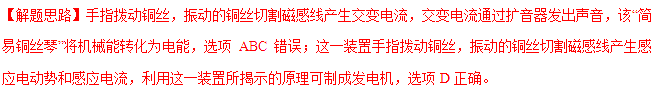 【解题思路】手指拨动铜丝，振动的铜丝切割磁感线产生交变电流，交变电流通过扩音器发出声音，该“简
易铜丝琴”将机械能转化为电能，选项 ABC 错误；这一装置手指拨动铜丝，振动的铜丝切割磁感线产生感
应电动势和感应电流，利用这一装置所揭示的原理可制成发电机，选项 D 正确。